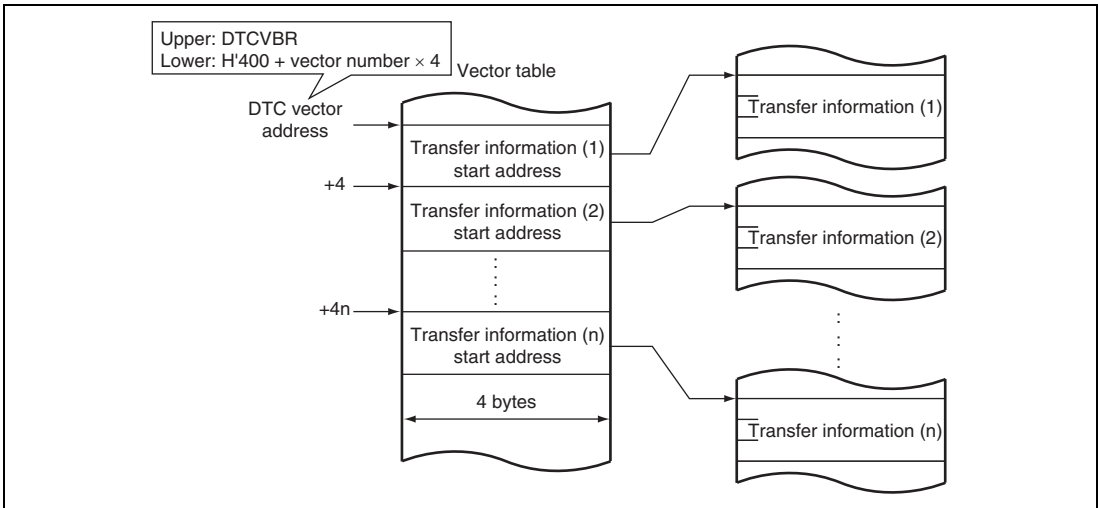 Upper: DTCVBR
Lower: H'400 + vector number × 4
Vector table
DTC vector
address
Transfer information (1)
start address
+4
Transfer information (2)
start address
+4n
Transfer information (n)
start address
4 bytes
Transfer information (1)
Transfer information (2)
Transfer information (n)